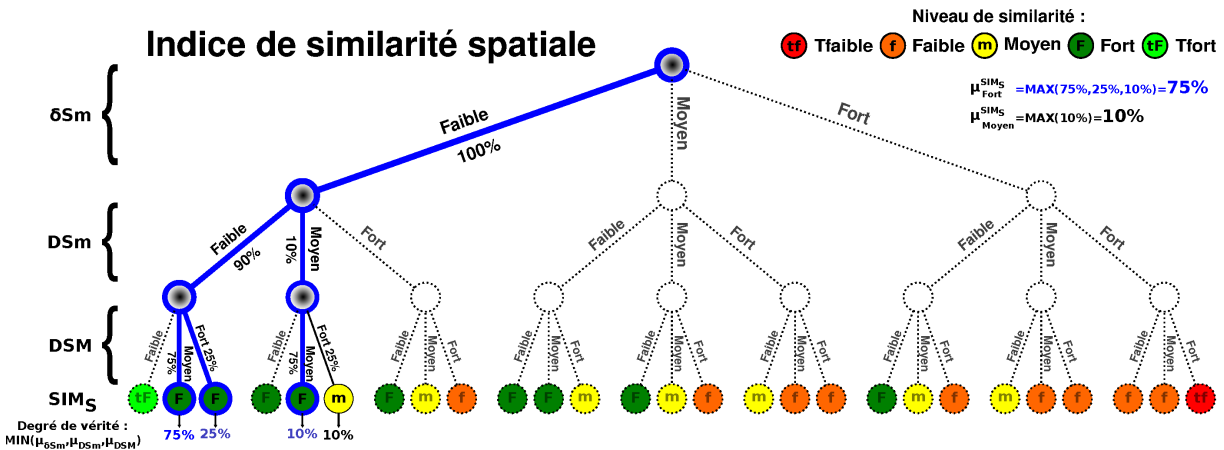 Indice de similarité spatiale
Niveau de similarité :
tf Tfaible f Faible m Moyen F Fort tF Tfort
μ SIMS Fort =MAX(75%,25%,10%)=75%
μ SIMS Moyen =MAX(10%)=10%
δSm
Faible
100%
Moyen
Fort
DSm
Faible
90%
Moyen
10%
Fort
Faible
Moyen
Fort
Faible
Moyen
Fort
DSM
Faible
Moyen
75%
Fort 25%
Faible
Moyen
75%
Fort 25%
Faible
Moyen
Fort
Faible
Moyen
Fort
Faible
Moyen
Fort
Faible
Moyen
Fort
Faible
Moyen
Fort
Faible
Moyen
Fort
Faible
Moyen
Fort
SIMS
tF F F F F m F m f F F m F m f m f f F m f m f f f f tf
Degré de vérité :
MIN(μδSm,μDSm,μDSM)
75% 25% 10% 10%